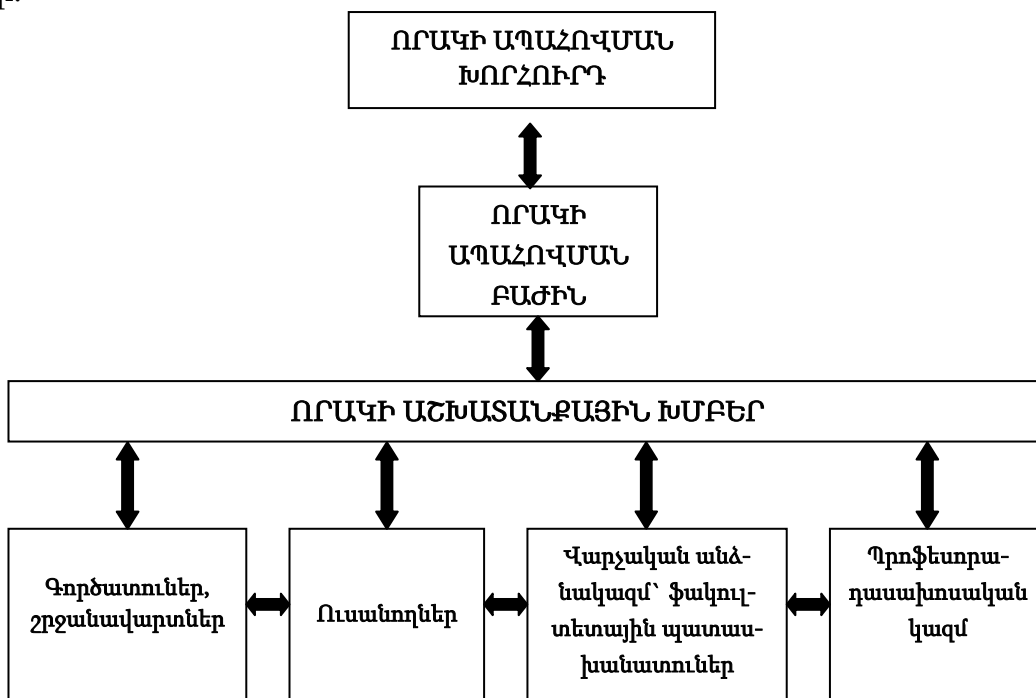 ՈՐԱԿԻ ԱՊԱՀՈՎՄԱՆ
ԽՈՐՀՈՒՐԴ
ՈՐԱԿԻ
ԱՊԱՀՈՎՄԱՆ
ԲԱԺԻՆ
ՈՐԱԿԻ ԱՇԽԱՏԱՆՔԱՅԻՆ ԽՄԲԵՐ
Գործատուներ,
շրջանավարտներ
Ուսանողներ
Վարչական անձ-
նակազմ՝ ֆակուլ-
տետային պատաս-
խանատուներ
Պրոֆեսորա-
դասախոսական
կազմ